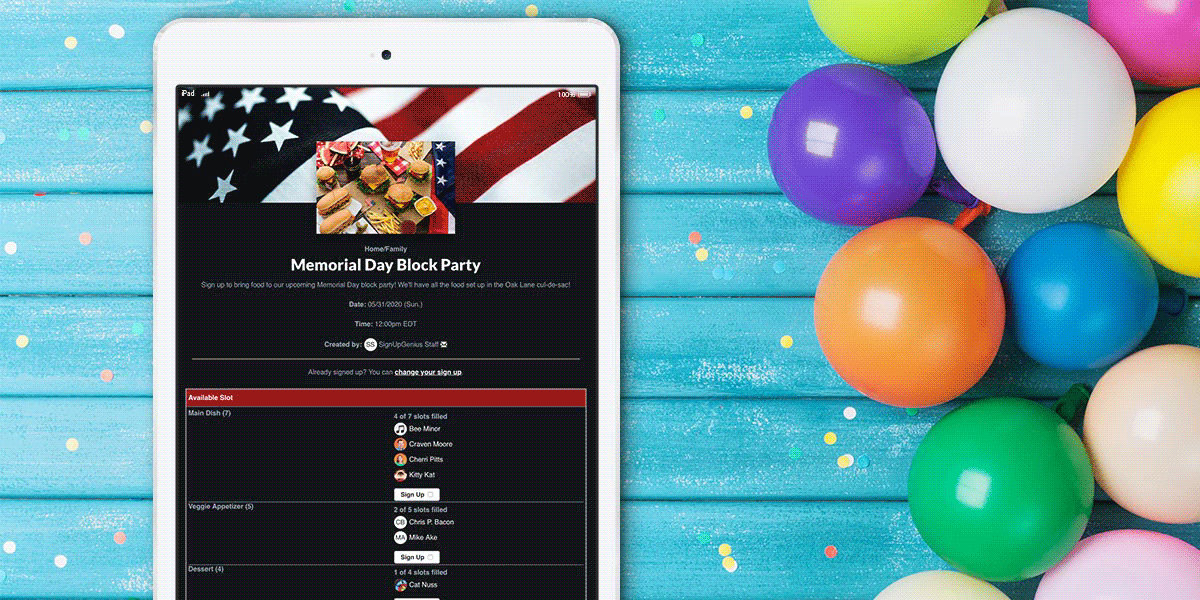 iPad 100%
Home/Family
Memorial Day Block Party
Sign up to bring food to our upcoming Memorial Day block party! We'll have all the food set up in the Oak Lane cul-de-sac!
Date: 05/31/2020 (Sun.)
Time: 12:00pm EDT
Created by: SS SignUpGenius Staff
Already signed up? You can change your sign up.
Available Slot
Main Dish (7) 4 of 7 slots filled
Bee Minor
Craven Moore
Cherri Pitts
Kitty Kat
Sign Up
Veggie Appetizer (5) 2 of 5 slots filled
CB Chris P. Bacon
MA Mike Ake
Sign Up
Dessert (4) 1 of 4 slots filled
Cat Nuss